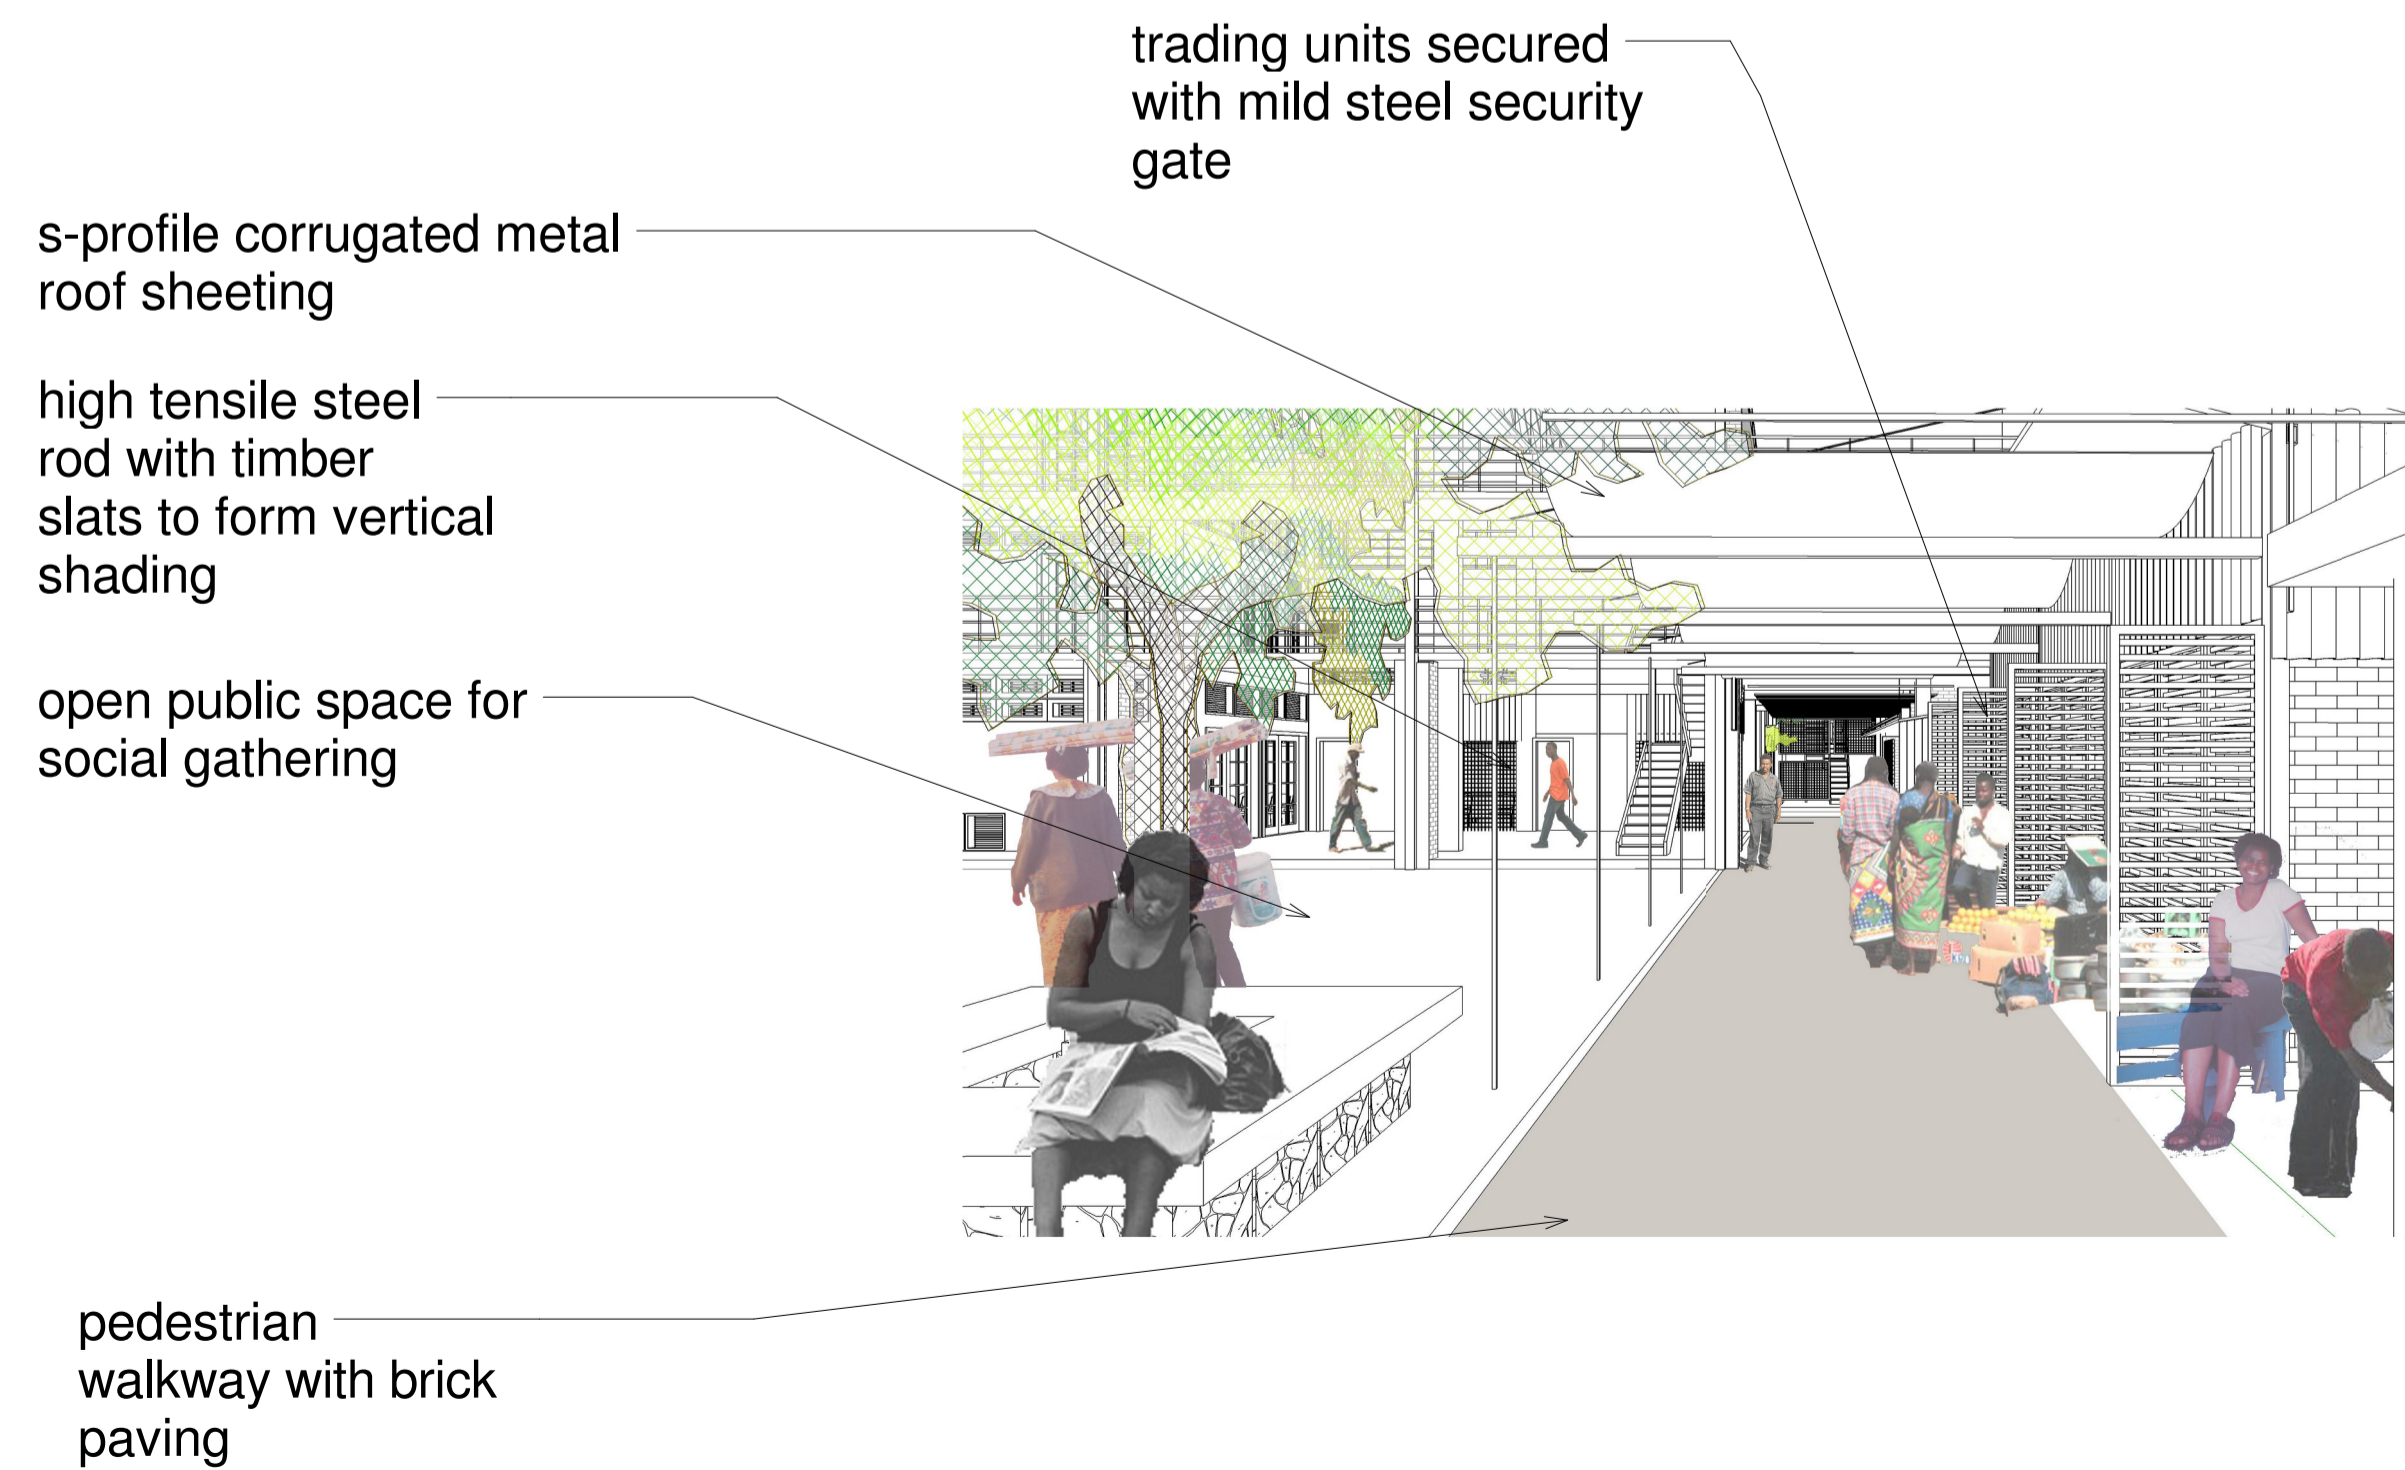 trading units secured
with mild steel security
gate
s-profile corrugated metal
roof sheeting
high tensile steel
rod with timber
slats to form vertical
shading
open public space for
social gathering
pedestrian
walkway with brick
paving